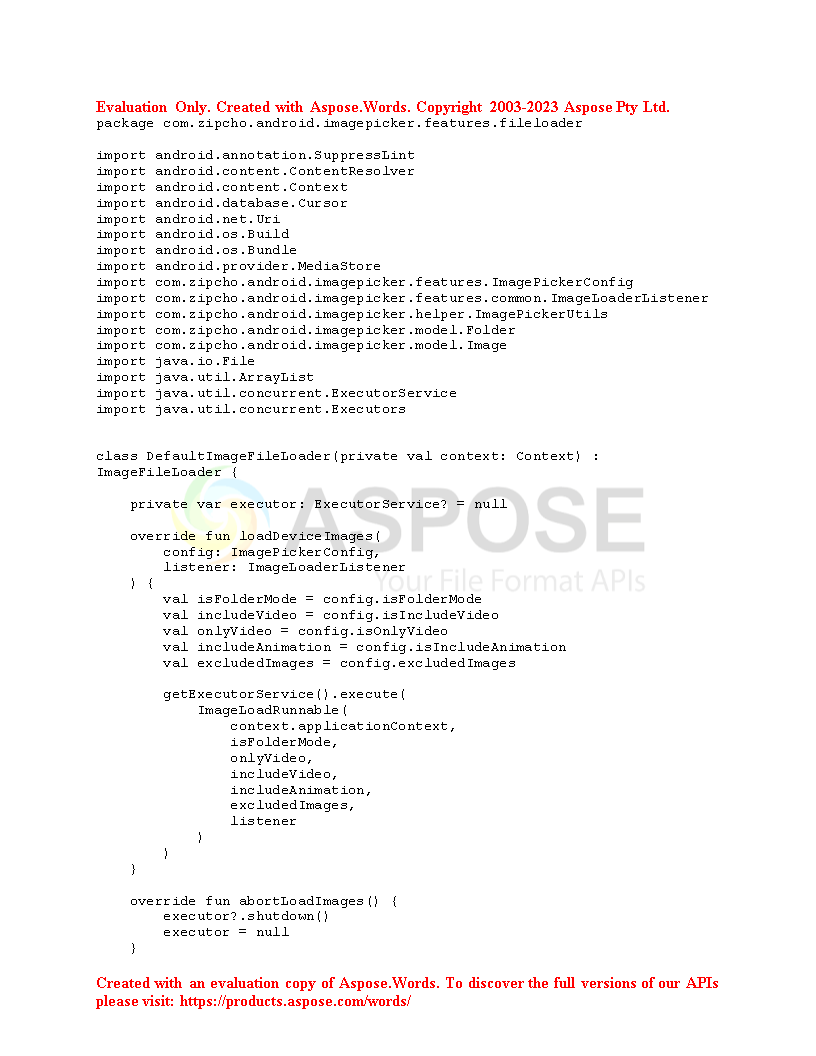 Evaluation Only. Created with Aspose.Words. Copyright 2003-2023 Aspose Pty Ltd.
package com.zipcho.android.imagepicker.features.fileloader

import android.annotation.SuppressLint
import android.content.ContentResolver
import android.content.Context
import android.database.Cursor
import android.net.Uri
import android.os.Build
import android.os.Bundle
import android.provider.MediaStore
import com.zipcho.android.imagepicker.features.ImagePickerConfig
import com.zipcho.android.imagepicker.features.common.ImageLoaderListener
import com.zipcho.android.imagepicker.helper.ImagePickerUtils
import com.zipcho.android.imagepicker.model.Folder
import com.zipcho.android.imagepicker.model.Image
import java.io.File
import java.util.ArrayList
import java.util.concurrent.ExecutorService
import java.util.concurrent.Executors

class DefaultImageFileLoader(private val context: Context) :
ImageFileLoader {

    private var executor: ExecutorService? = null
ASPOSE
    override fun loadDeviceImages(
        config: ImagePickerConfig,
        listener: ImageLoaderListener
Your File Format APIs
    ) {
        val isFolderMode = config.isFolderMode
        val includeVideo = config.isIncludeVideo
        val onlyVideo = config.isOnlyVideo
        val includeAnimation = config.isIncludeAnimation
        val excludedImages = config.excludedImages

        getExecutorService().execute(
            ImageLoadRunnable(
                context.applicationContext,
                isFolderMode,
                onlyVideo,
                includeVideo,
                includeAnimation,
                excludedImages,
                listener
            )
        )
    }

    override fun abortLoadImages() {
        executor?.shutdown()
        executor = null
    }

Created with an evaluation copy of Aspose.Words. To discover the full versions of our APIs
please visit: https://products.aspose.com/words/